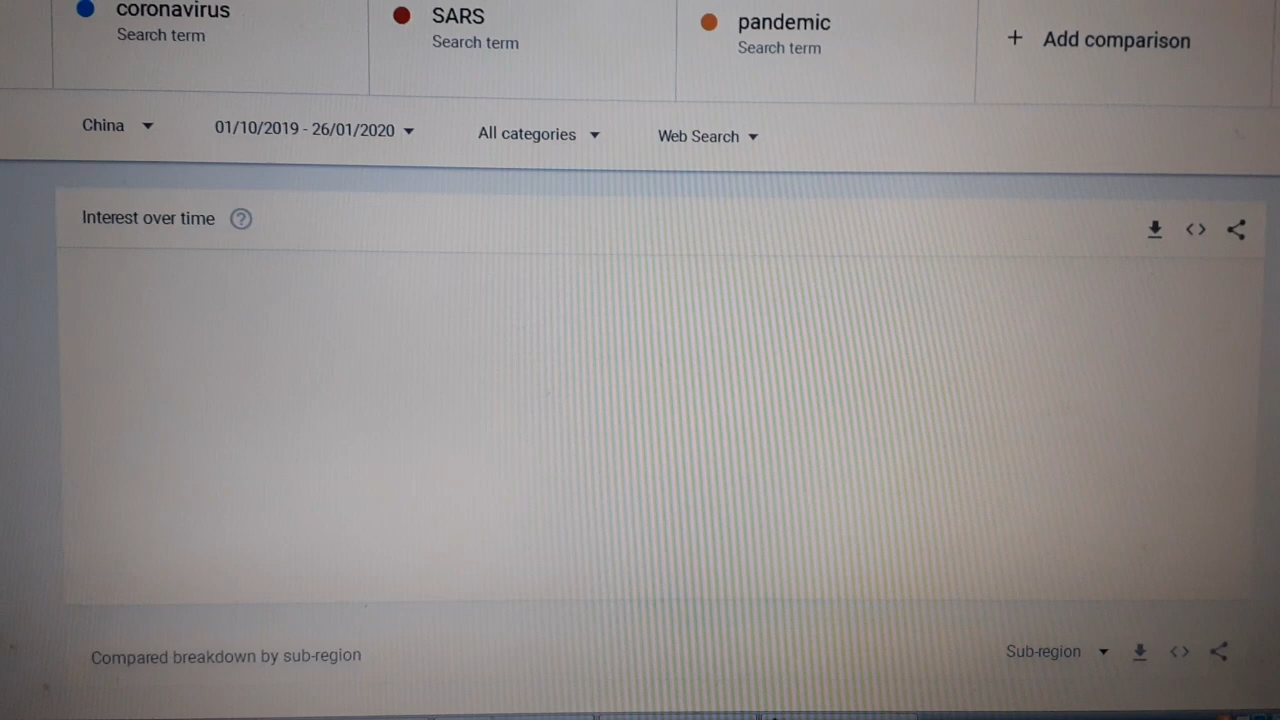 coronavirus
Search term
SARS
Search term
pandemic
Search term
+ Add comparison
China
01/10/2019 - 26/01/2020
All categories
Web Search
Interest over time ?
Compared breakdown by sub-region
Sub-region